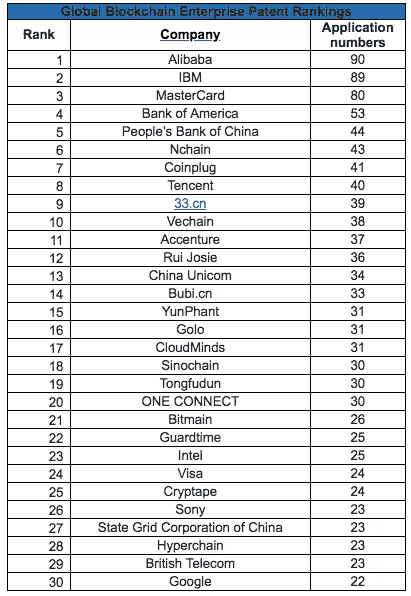 Global Blockchain Enterprise Patent Rankings
Rank Company Application numbers
1 Alibaba 90
2 IBM 89
3 MasterCard 80
4 Bank of America 53
5 People's Bank of China 44
6 Nchain 43
7 Coinplug 41
8 Tencent 40
9 33.cn 39
10 Vechain 38
11 Accenture 37
12 Rui Josie 36
13 China Unicom 34
14 Bubi.cn 33
15 YunPhant 31
16 Golo 31
17 CloudMinds 31
18 Sinochain 30
19 Tongfudun 30
20 ONE CONNECT 30
21 Bitmain 26
22 Guardtime 25
23 Intel 25
24 Visa 24
25 Cryptape 24
26 Sony 23
27 State Grid Corporation of China 23
28 Hyperchain 23
29 British Telecom 23
30 Google 22